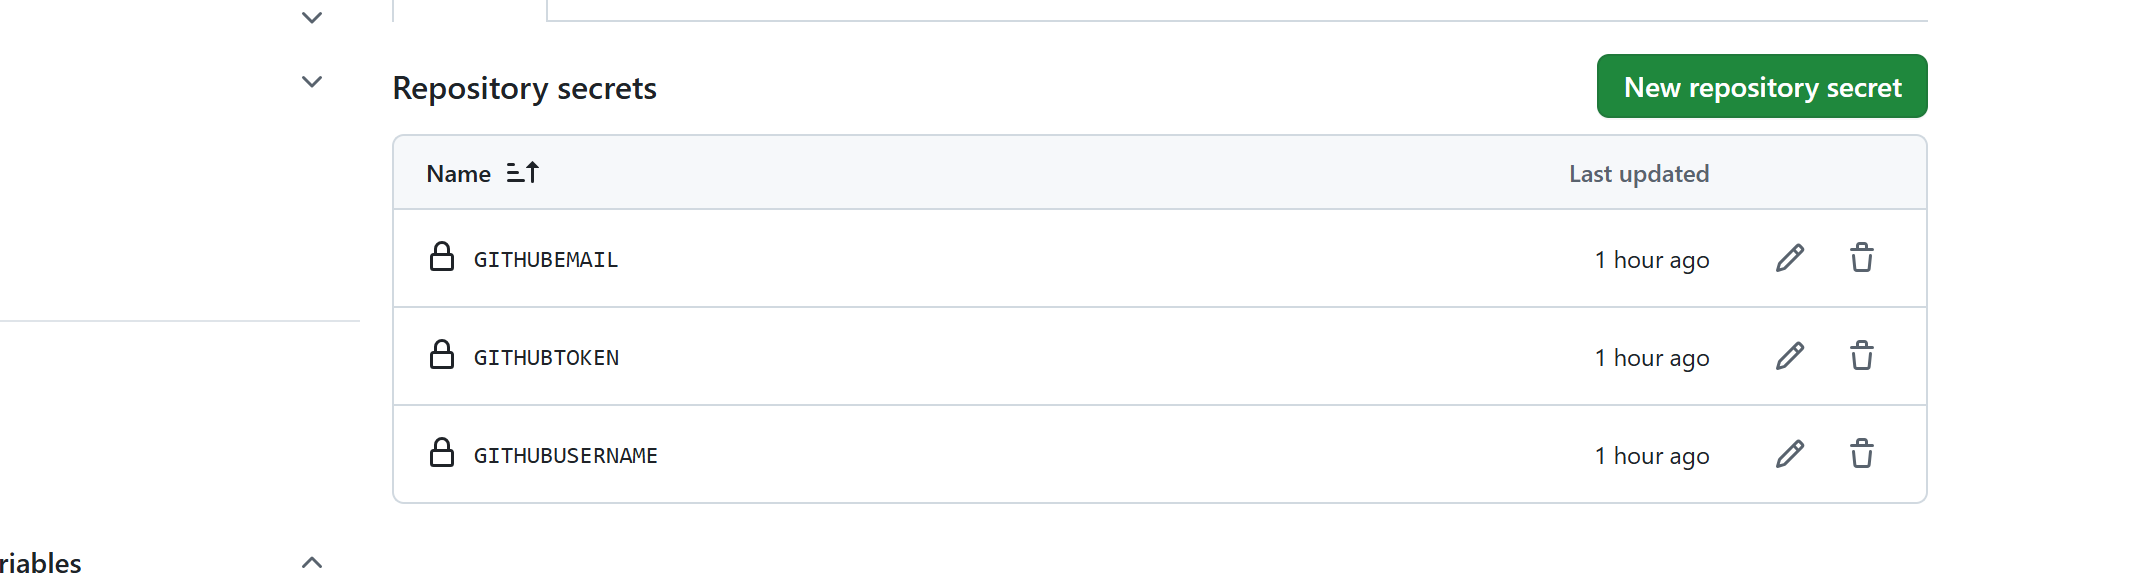 Repository secrets
New repository secret
Name
Last updated
GITHUBEMAIL
1 hour ago
GITHUBTOKEN
1 hour ago
GITHUBUSERNAME
1 hour ago
riables